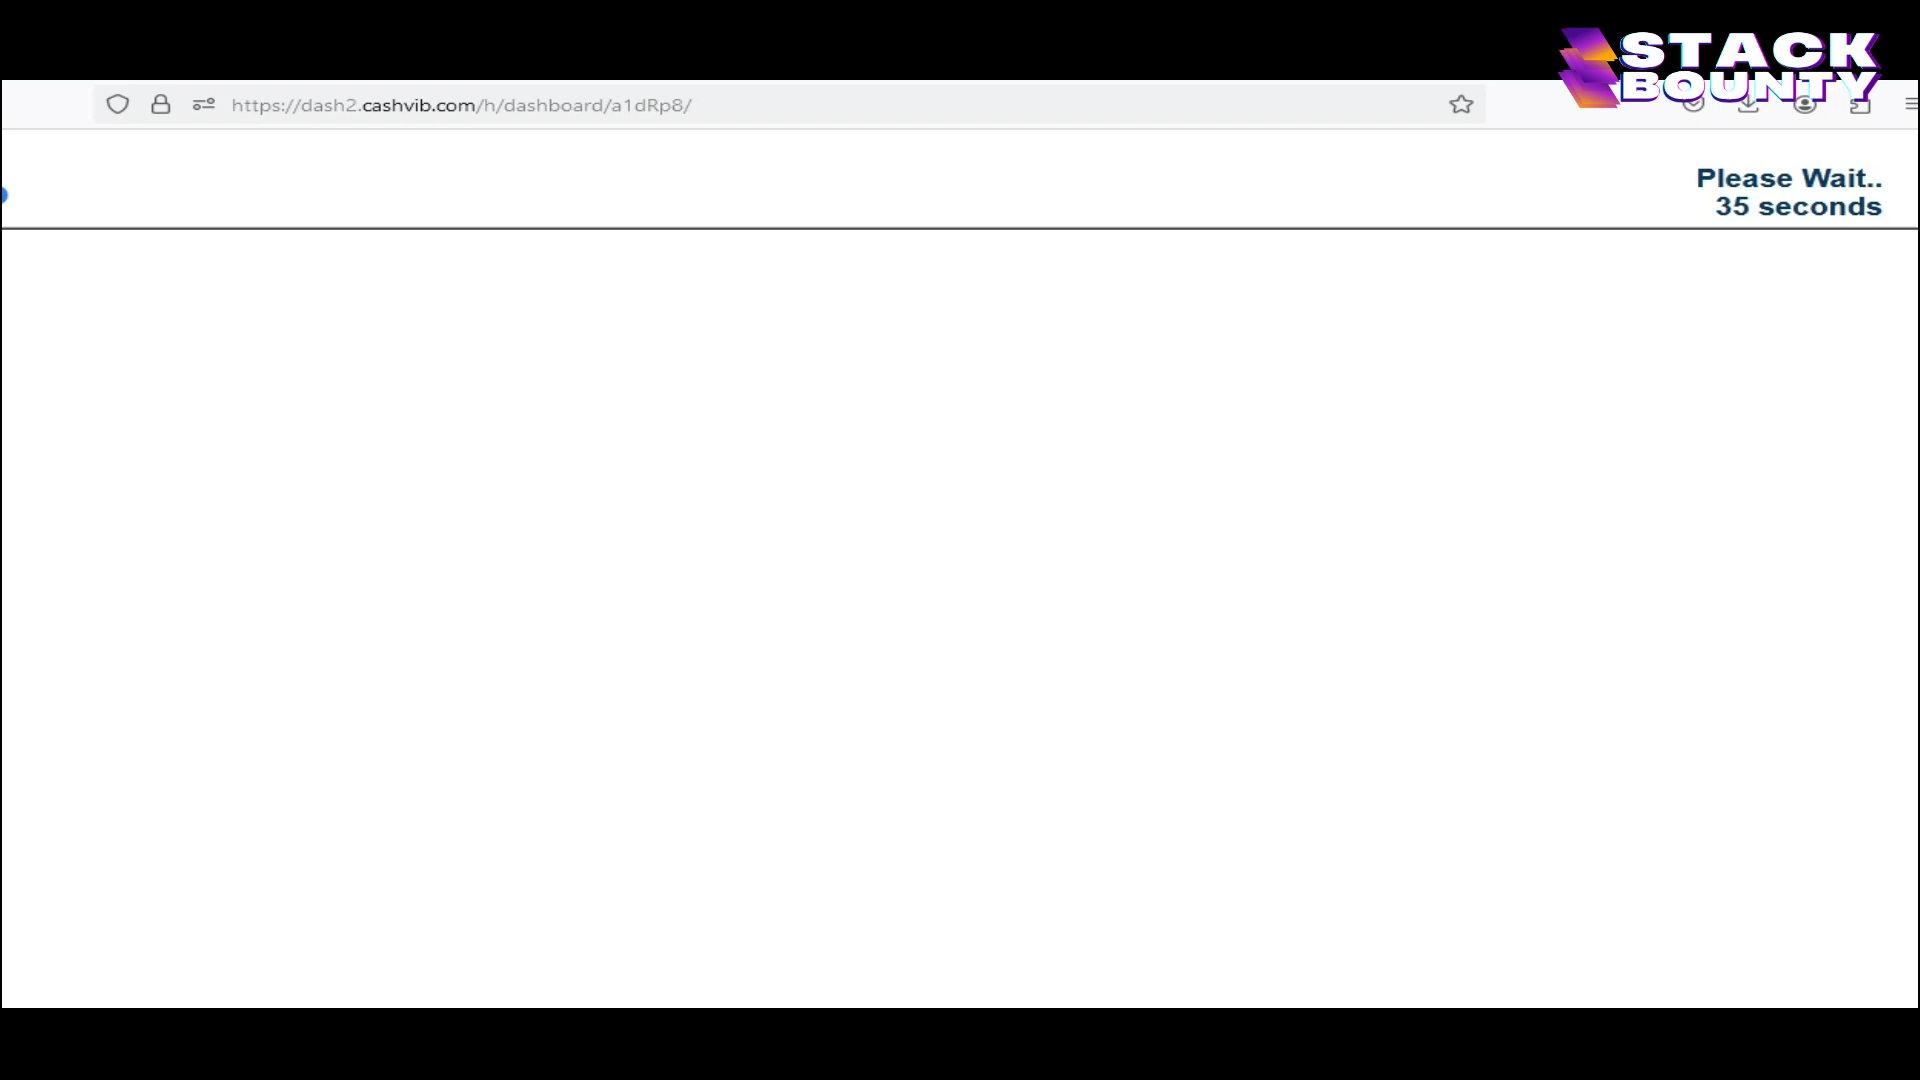 STACK
BOUNTY
https://dash2.cashvib.com/h/dashboard/a1dRp8/
Please Wait..
35 seconds